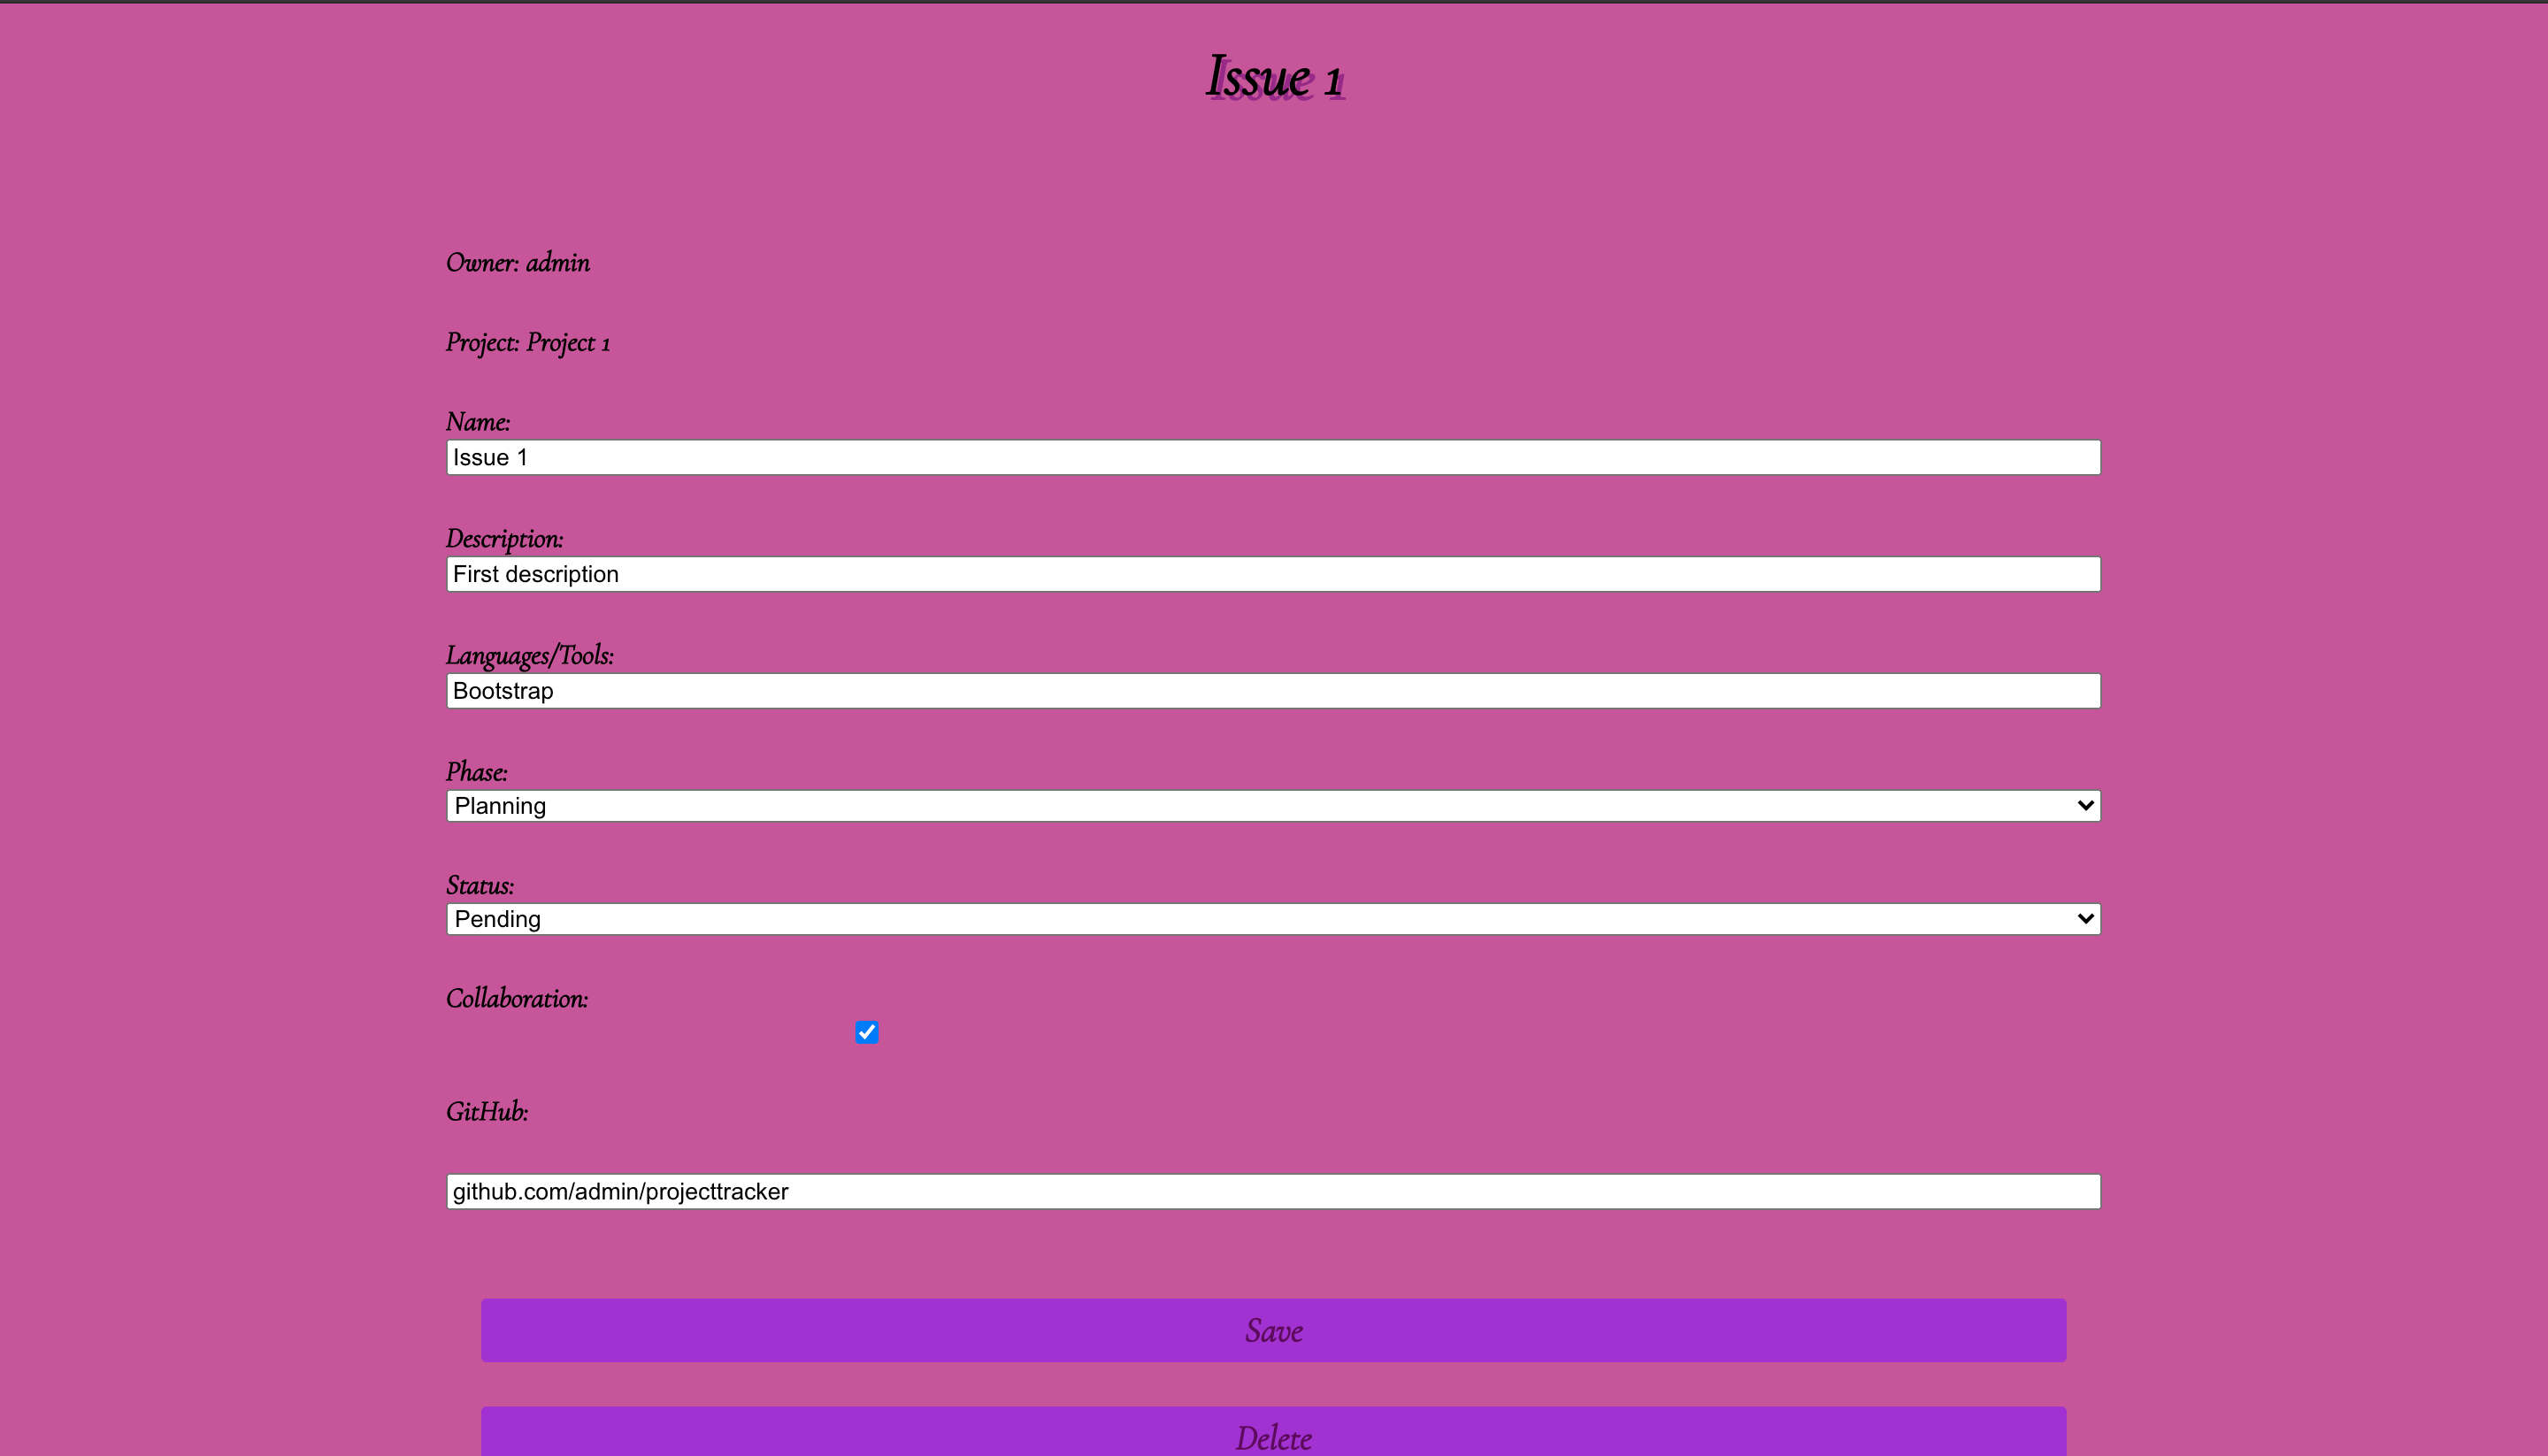 Issue 1
Owner: admin
Project: Project 1
Name:
Issue 1
Description:
First description
Languages/Tools:
Bootstrap
Phase:
Planning
Status:
Pending
Collaboration:
GitHub:
github.com/admin/projecttracker
Save
Delete